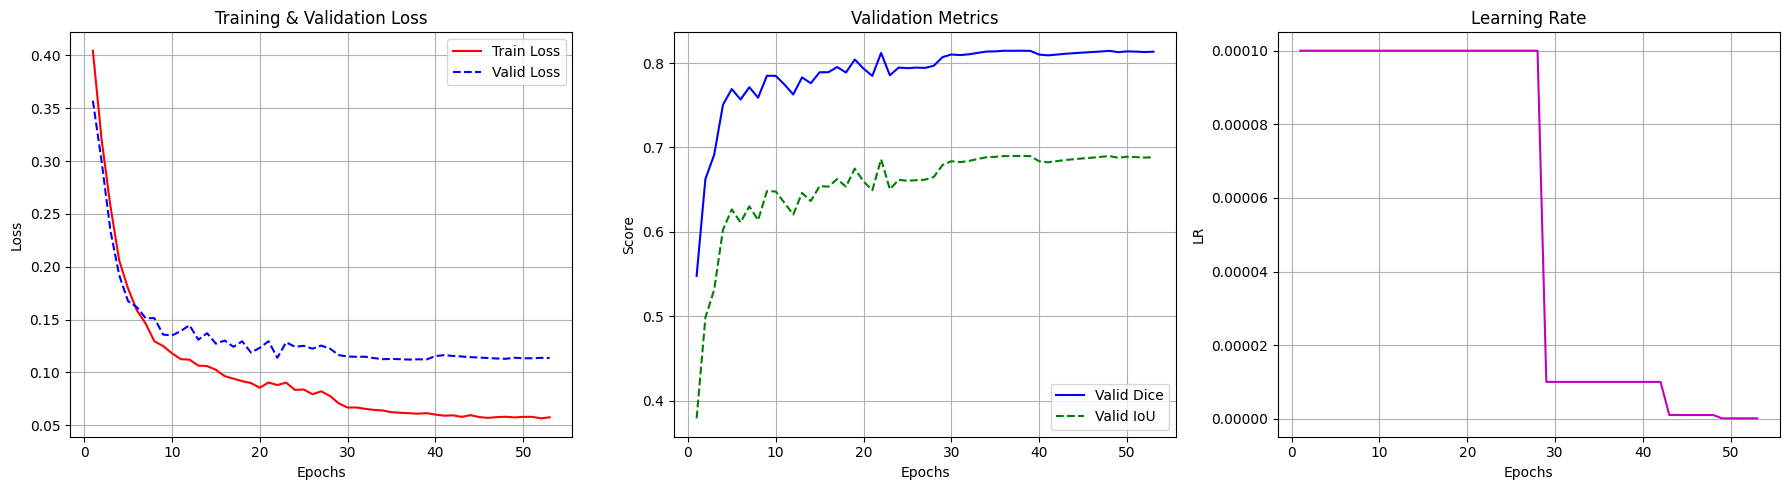 Training & Validation Loss
Loss
0.40
0.35
0.30
0.25
0.20
0.15
0.10
0.05
0 10 20 30 40 50
Epochs
Train Loss
Valid Loss
Validation Metrics
Score
0.8
0.7
0.6
0.5
0.4
0 10 20 30 40 50
Epochs
Valid Dice
Valid IoU
Learning Rate
LR
0.00010
0.00008
0.00006
0.00004
0.00002
0.00000
0 10 20 30 40 50
Epochs